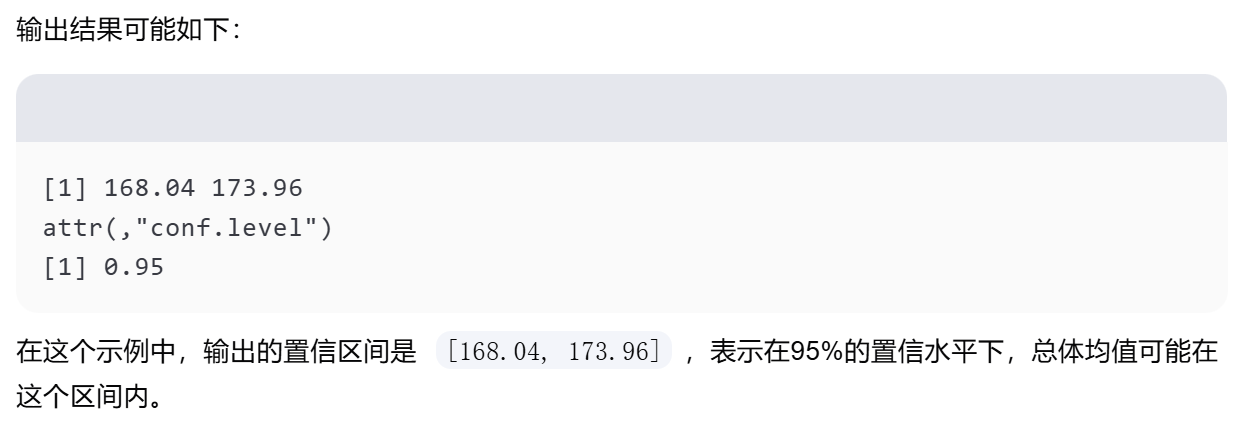 输出结果可能如下：
[1] 168.04 173.96
attr(,"conf.level")
[1] 0.95
在这个示例中，输出的置信区间是 [168.04, 173.96] ，表示在95%的置信水平下，总体均值可能在
这个区间内。